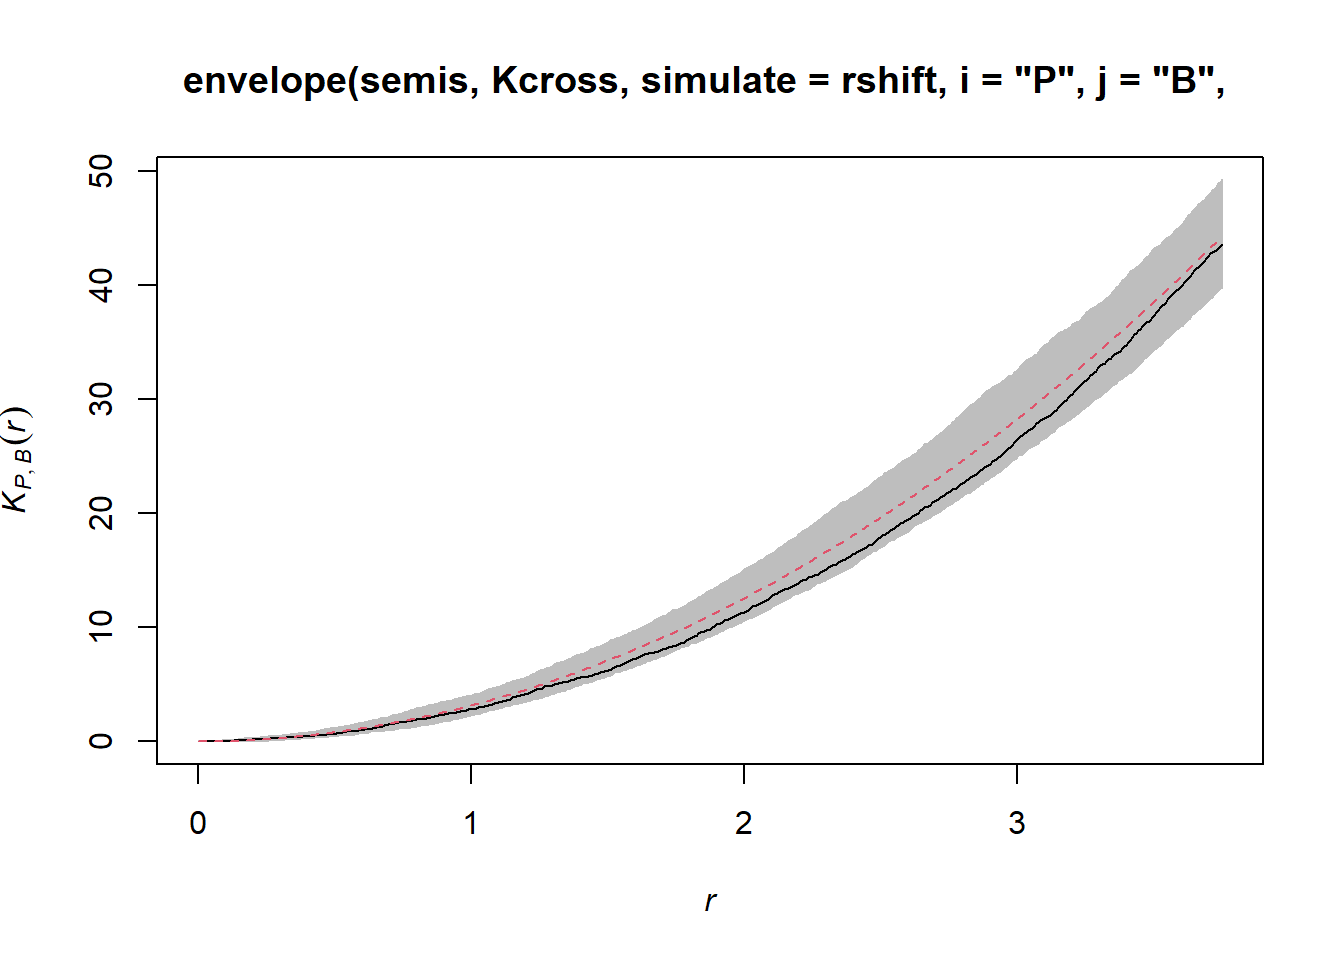 envelope(semis, Kcross, simulate = rshift, i = "P", j = "B",
50
40
30
20
10
0
K_{P, B}(r)
0 1 2 3
r